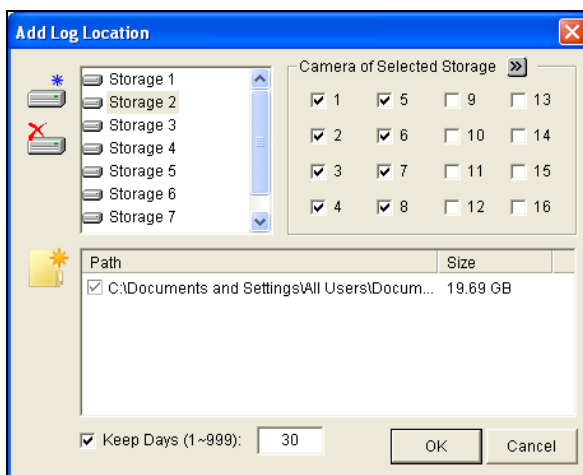 Add Log Location
Storage 1
Storage 2
Storage 3
Storage 4
Storage 5
Storage 6
Storage 7
Camera of Selected Storage
1 5 9 13
2 6 10 14
3 7 11 15
4 8 12 16
Path Size
C:\Documents and Settings\All Users\Docum... 19.69 GB
Keep Days (1~999): 30
OK Cancel